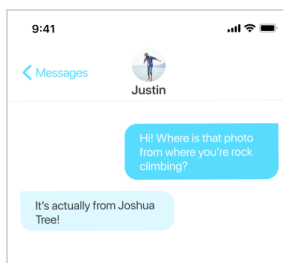 9:41
Messages
Justin
Hi! Where is that photo
from where you're rock
climbing?
It's actually from Joshua
Tree!